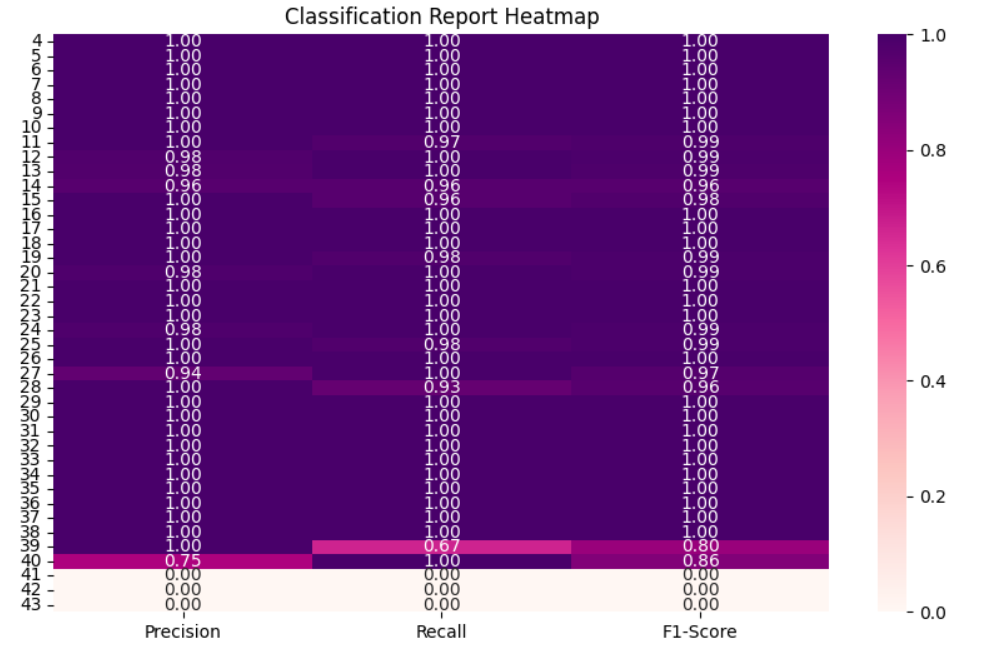 Classification Report Heatmap
4 1.00 1.00 1.00
5 1.00 1.00 1.00
6 1.00 1.00 1.00
7 1.00 1.00 1.00
8 1.00 1.00 1.00
9 1.00 1.00 1.00
10 1.00 1.00 1.00
11 1.00 0.97 0.99
12 0.98 1.00 0.99
13 0.98 1.00 0.99
14 0.96 0.96 0.96
15 1.00 0.96 0.98
16 1.00 1.00 1.00
17 1.00 1.00 1.00
18 1.00 1.00 1.00
19 1.00 0.98 0.99
20 0.98 1.00 0.99
21 1.00 1.00 1.00
22 1.00 1.00 1.00
23 1.00 1.00 1.00
24 0.98 1.00 0.99
25 1.00 0.98 0.99
26 1.00 1.00 1.00
27 0.94 1.00 0.97
28 1.00 0.93 0.96
29 1.00 1.00 1.00
30 1.00 1.00 1.00
31 1.00 1.00 1.00
32 1.00 1.00 1.00
33 1.00 1.00 1.00
34 1.00 1.00 1.00
35 1.00 1.00 1.00
36 1.00 1.00 1.00
37 1.00 1.00 1.00
38 1.00 1.00 1.00
39 1.00 0.67 0.80
40 0.75 1.00 0.86
41 0.00 0.00 0.00
42 0.00 0.00 0.00
43 0.00 0.00 0.00
Precision Recall F1-Score
1.0
0.8
0.6
0.4
0.2
0.0